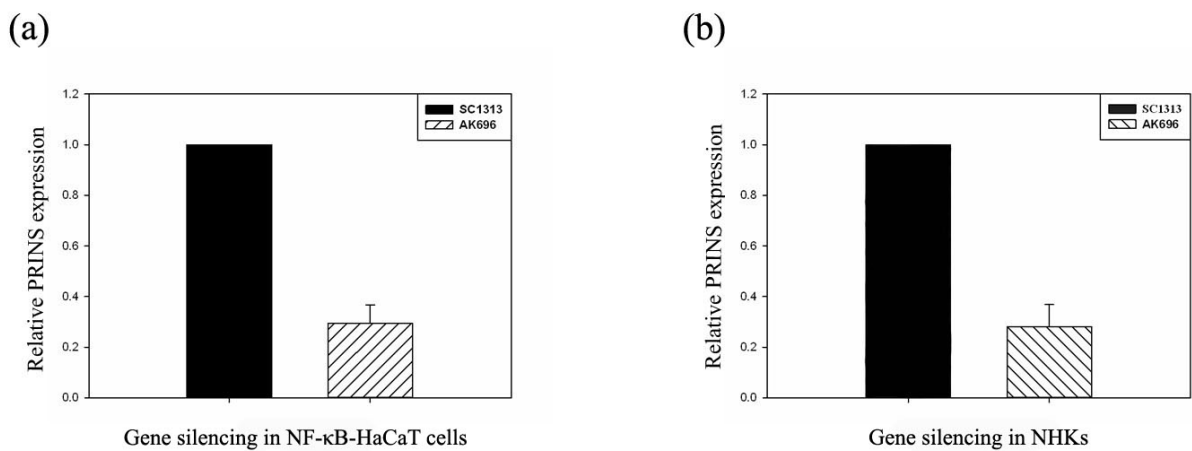 (a)
Relative PRINS expression
1.2
1.0
0.8
0.6
0.4
0.2
0.0
SC1313
AK696
Gene silencing in NF-κB-HaCaT cells
(b)
Relative PRINS expression
1.2
1.0
0.8
0.6
0.4
0.2
0.0
SC1313
AK696
Gene silencing in NHKs